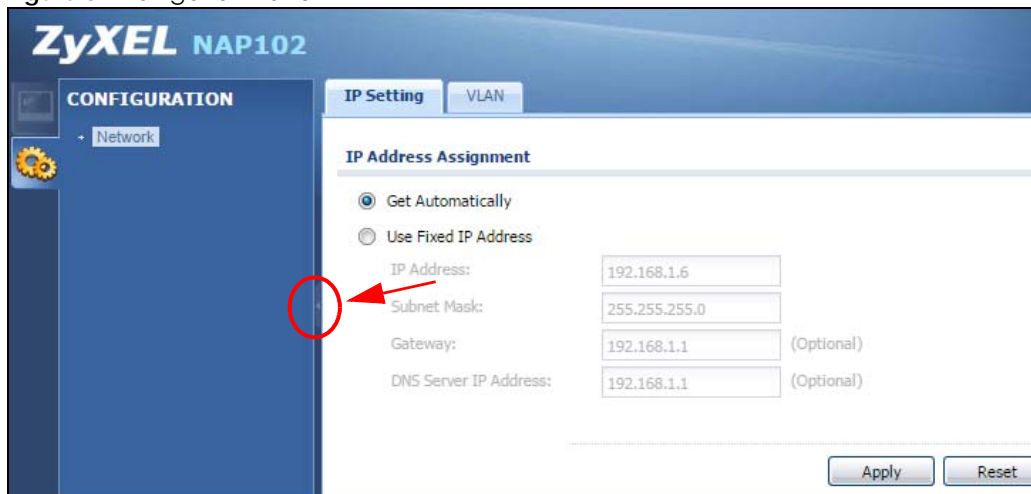 ZyXEL NAP102
CONFIGURATION
Network
IP Setting
VLAN
IP Address Assignment
Get Automatically
Use Fixed IP Address
IP Address: 192.168.1.6
Subnet Mask: 255.255.255.0
Gateway: 192.168.1.1 (Optional)
DNS Server IP Address: 192.168.1.1 (Optional)
Apply Reset